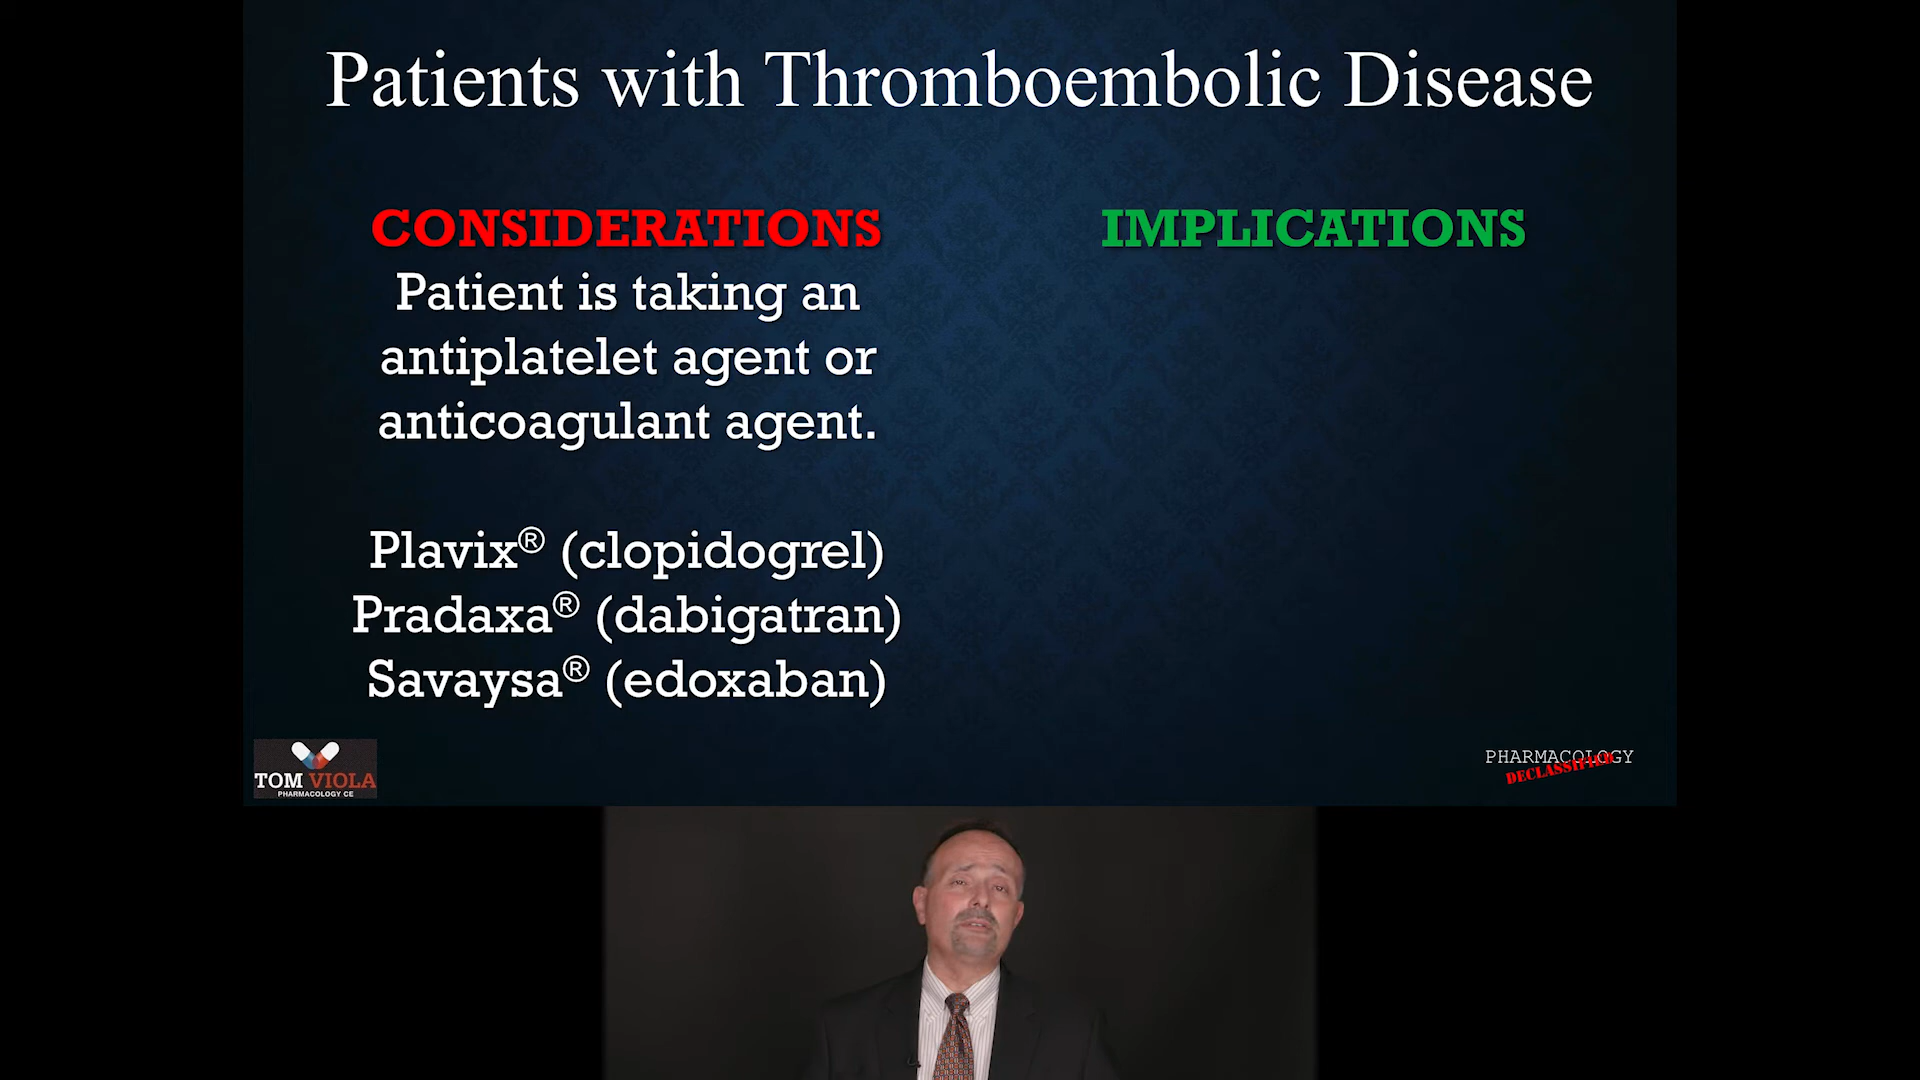 Patients with Thromboembolic Disease
CONSIDERATIONS
Patient is taking an
antiplatelet agent or
anticoagulant agent.
Plavix® (clopidogrel)
Pradaxa® (dabigatran)
Savaysa® (edoxaban)
IMPLICATIONS
TOM VIOLA
PHARMACOLOGY CE
PHARMACOLOGY
DECLASSIFIED